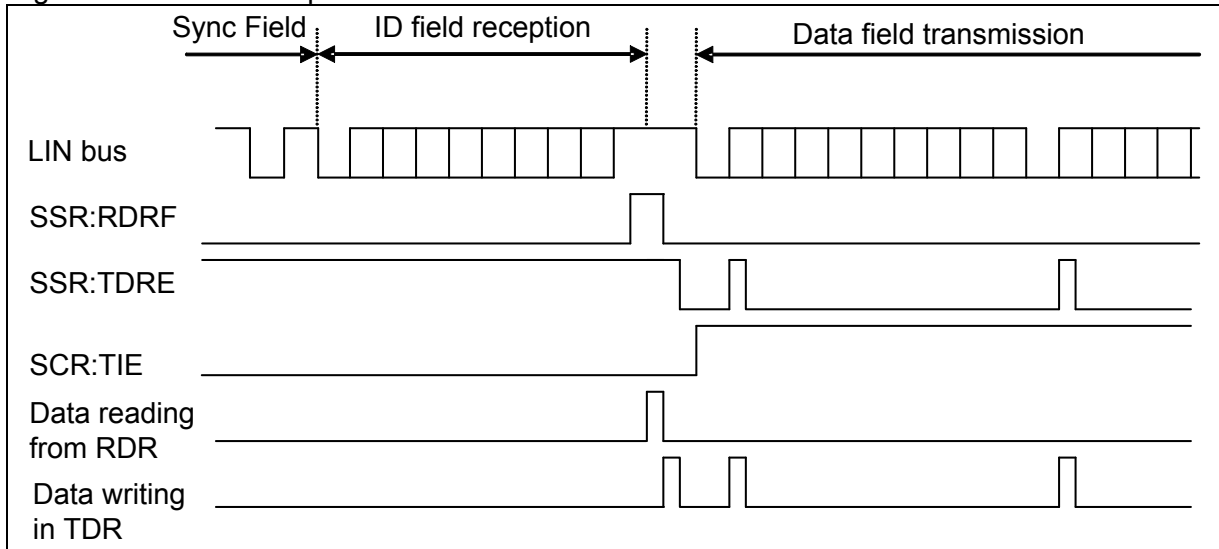 Sync Field
ID field reception
Data field transmission
LIN bus
SSR:RDRF
SSR:TDRE
SCR:TIE
Data reading
from RDR
Data writing
in TDR